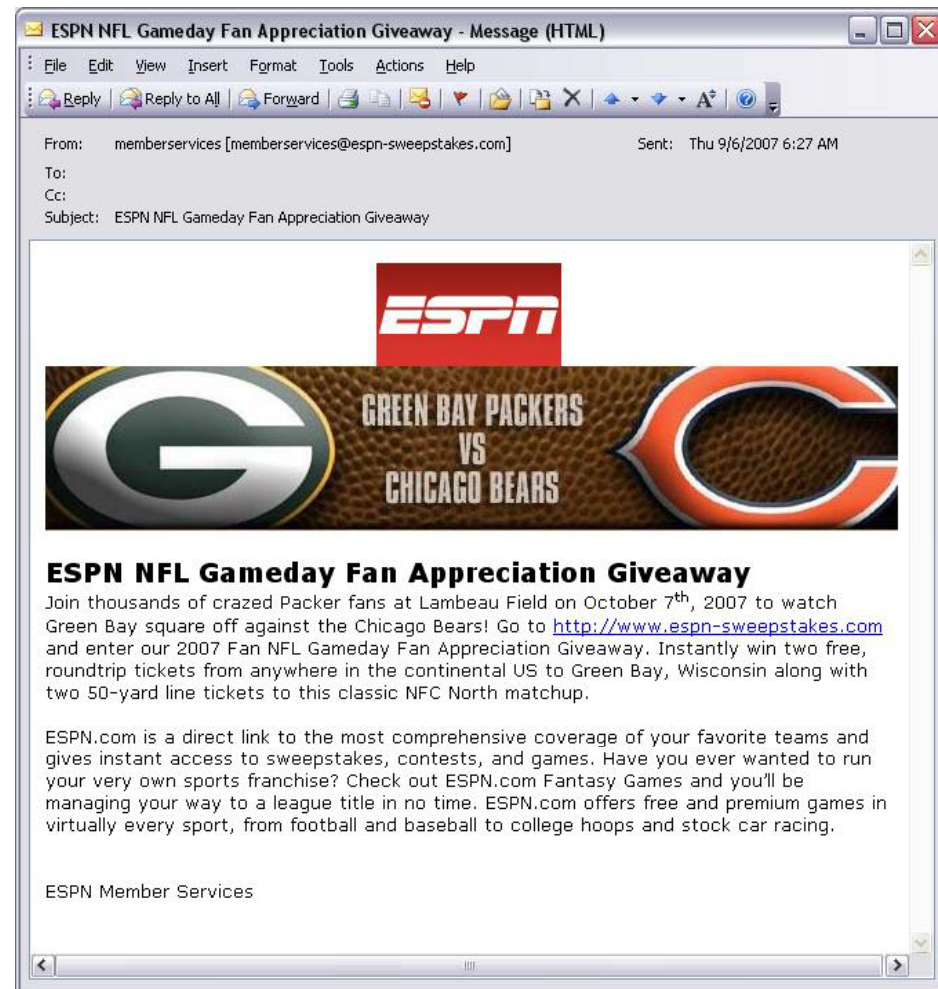 ESPN NFL Gameday Fan Appreciation Giveaway - Message (HTML)
File Edit View Insert Format Tools Actions Help
Reply Reply to All Forward
From: memberservices [memberservices@espn-sweepstakes.com] Sent: Thu 9/6/2007 6:27 AM
To:
Cc:
Subject: ESPN NFL Gameday Fan Appreciation Giveaway
ESPN
G GREEN BAY PACKERS C
VS
CHICAGO BEARS
ESPN NFL Gameday Fan Appreciation Giveaway
Join thousands of crazed Packer fans at Lambeau Field on October 7th, 2007 to watch
Green Bay square off against the Chicago Bears! Go to http://www.espn-sweepstakes.com
and enter our 2007 Fan NFL Gameday Fan Appreciation Giveaway. Instantly win two free,
roundtrip tickets from anywhere in the continental US to Green Bay, Wisconsin along with
two 50-yard line tickets to this classic NFC North matchup.
ESPN.com is a direct link to the most comprehensive coverage of your favorite teams and
gives instant access to sweepstakes, contests, and games. Have you ever wanted to run
your very own sports franchise? Check out ESPN.com Fantasy Games and you'll be
managing your way to a league title in no time. ESPN.com offers free and premium games in
virtually every sport, from football and baseball to college hoops and stock car racing.
ESPN Member Services